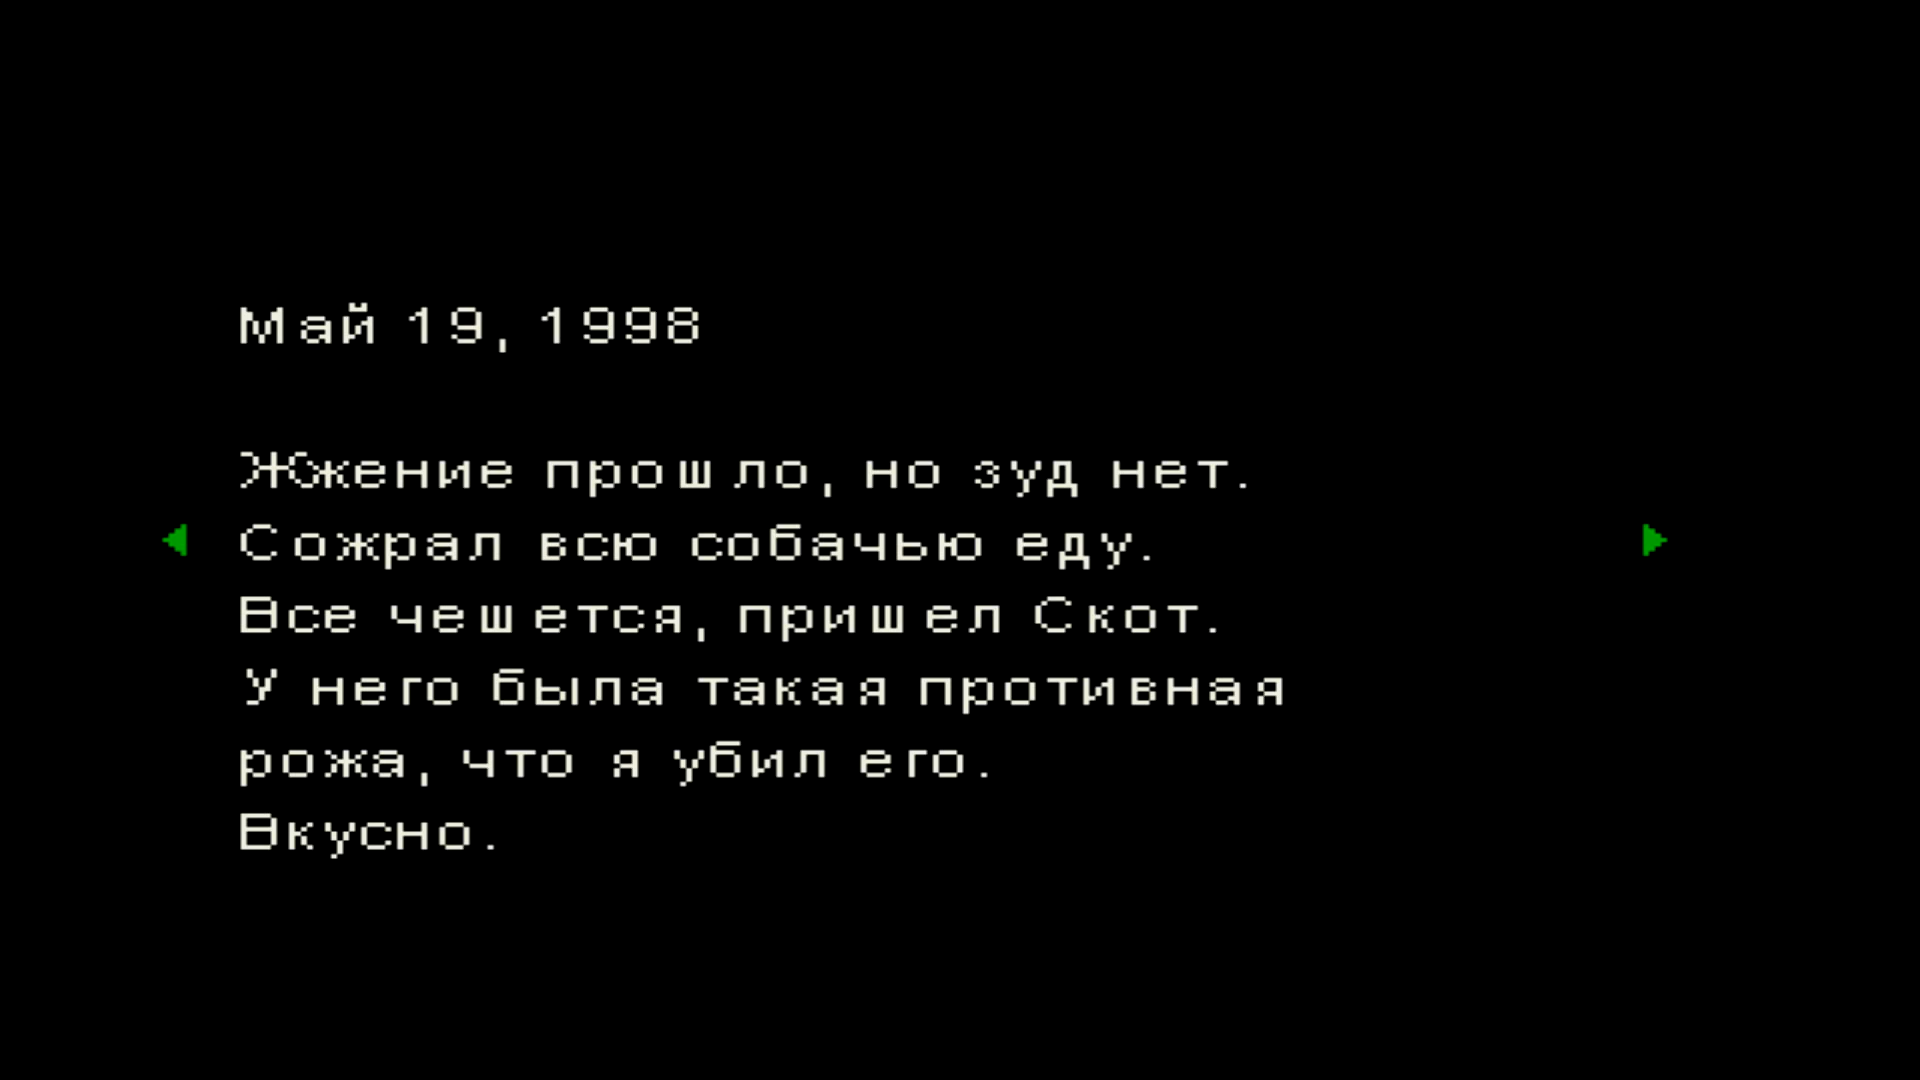 Май 19, 1998
Жжение прошло, но зуд нет.
Сожрал всю собачью еду.
Все чешется, пришел Скот.
У него была такая противная
рожа, что я убил его.
Вкусно.